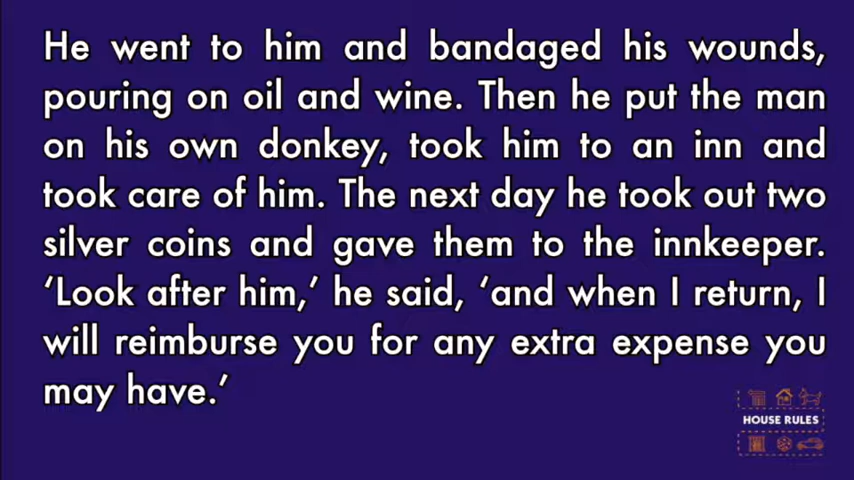 He went to him and bandaged his wounds,
pouring on oil and wine. Then he put the man
on his own donkey, took him to an inn and
took care of him. The next day he took out two
silver coins and gave them to the innkeeper.
‘Look after him,’ he said, ‘and when I return, I
will reimburse you for any extra expense you
may have.’
HOUSE RULES